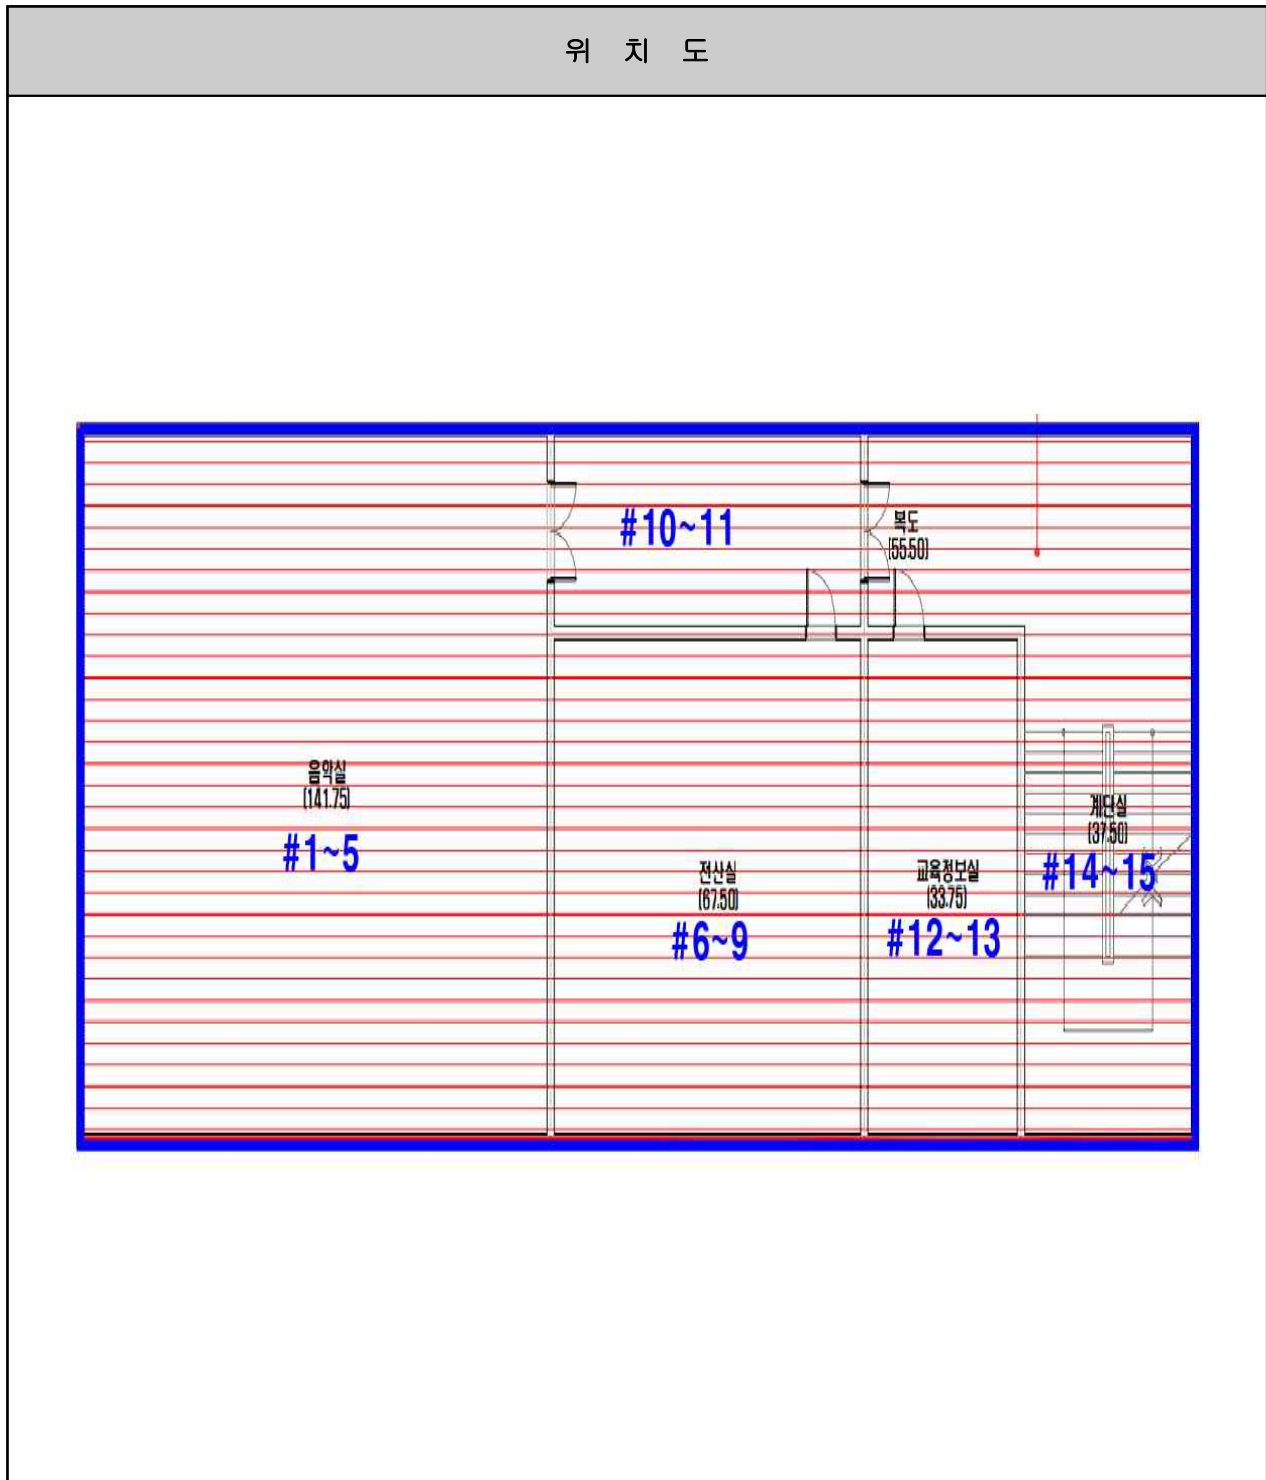 위 치 도
#10~11
복도
(55.50)
음악실
(141.75)
#1~5
전산실
(67.50)
#6~9
교육정보실
(33.75)
#12~13
계단실
(37.50)
#14~15